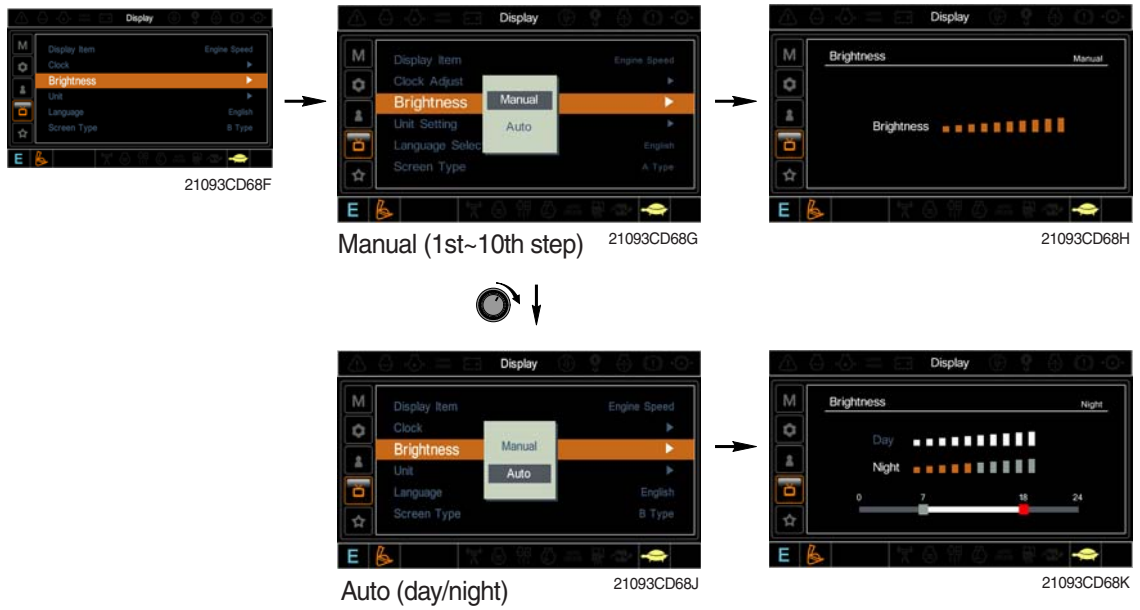 Display
M
Display Item Engine Speed
Clock
Brightness
Unit
Language English
Screen Type B Type
E
21093CD68F
Display
M
Display Item Engine Speed
Clock Adjust
Brightness
Unit Setting
Language Selec English
Screen Type A Type
Manual
Auto
E
Manual (1st~10th step) 21093CD68G
Display
M
Brightness Manual
Brightness
E
21093CD68H
Display
M
Display Item Engine Speed
Clock
Brightness
Unit
Language English
Screen Type B Type
Manual
Auto
E
Auto (day/night) 21093CD68J
Display
M
Brightness Night
Day
Night
0 7 18 24
E
21093CD68K